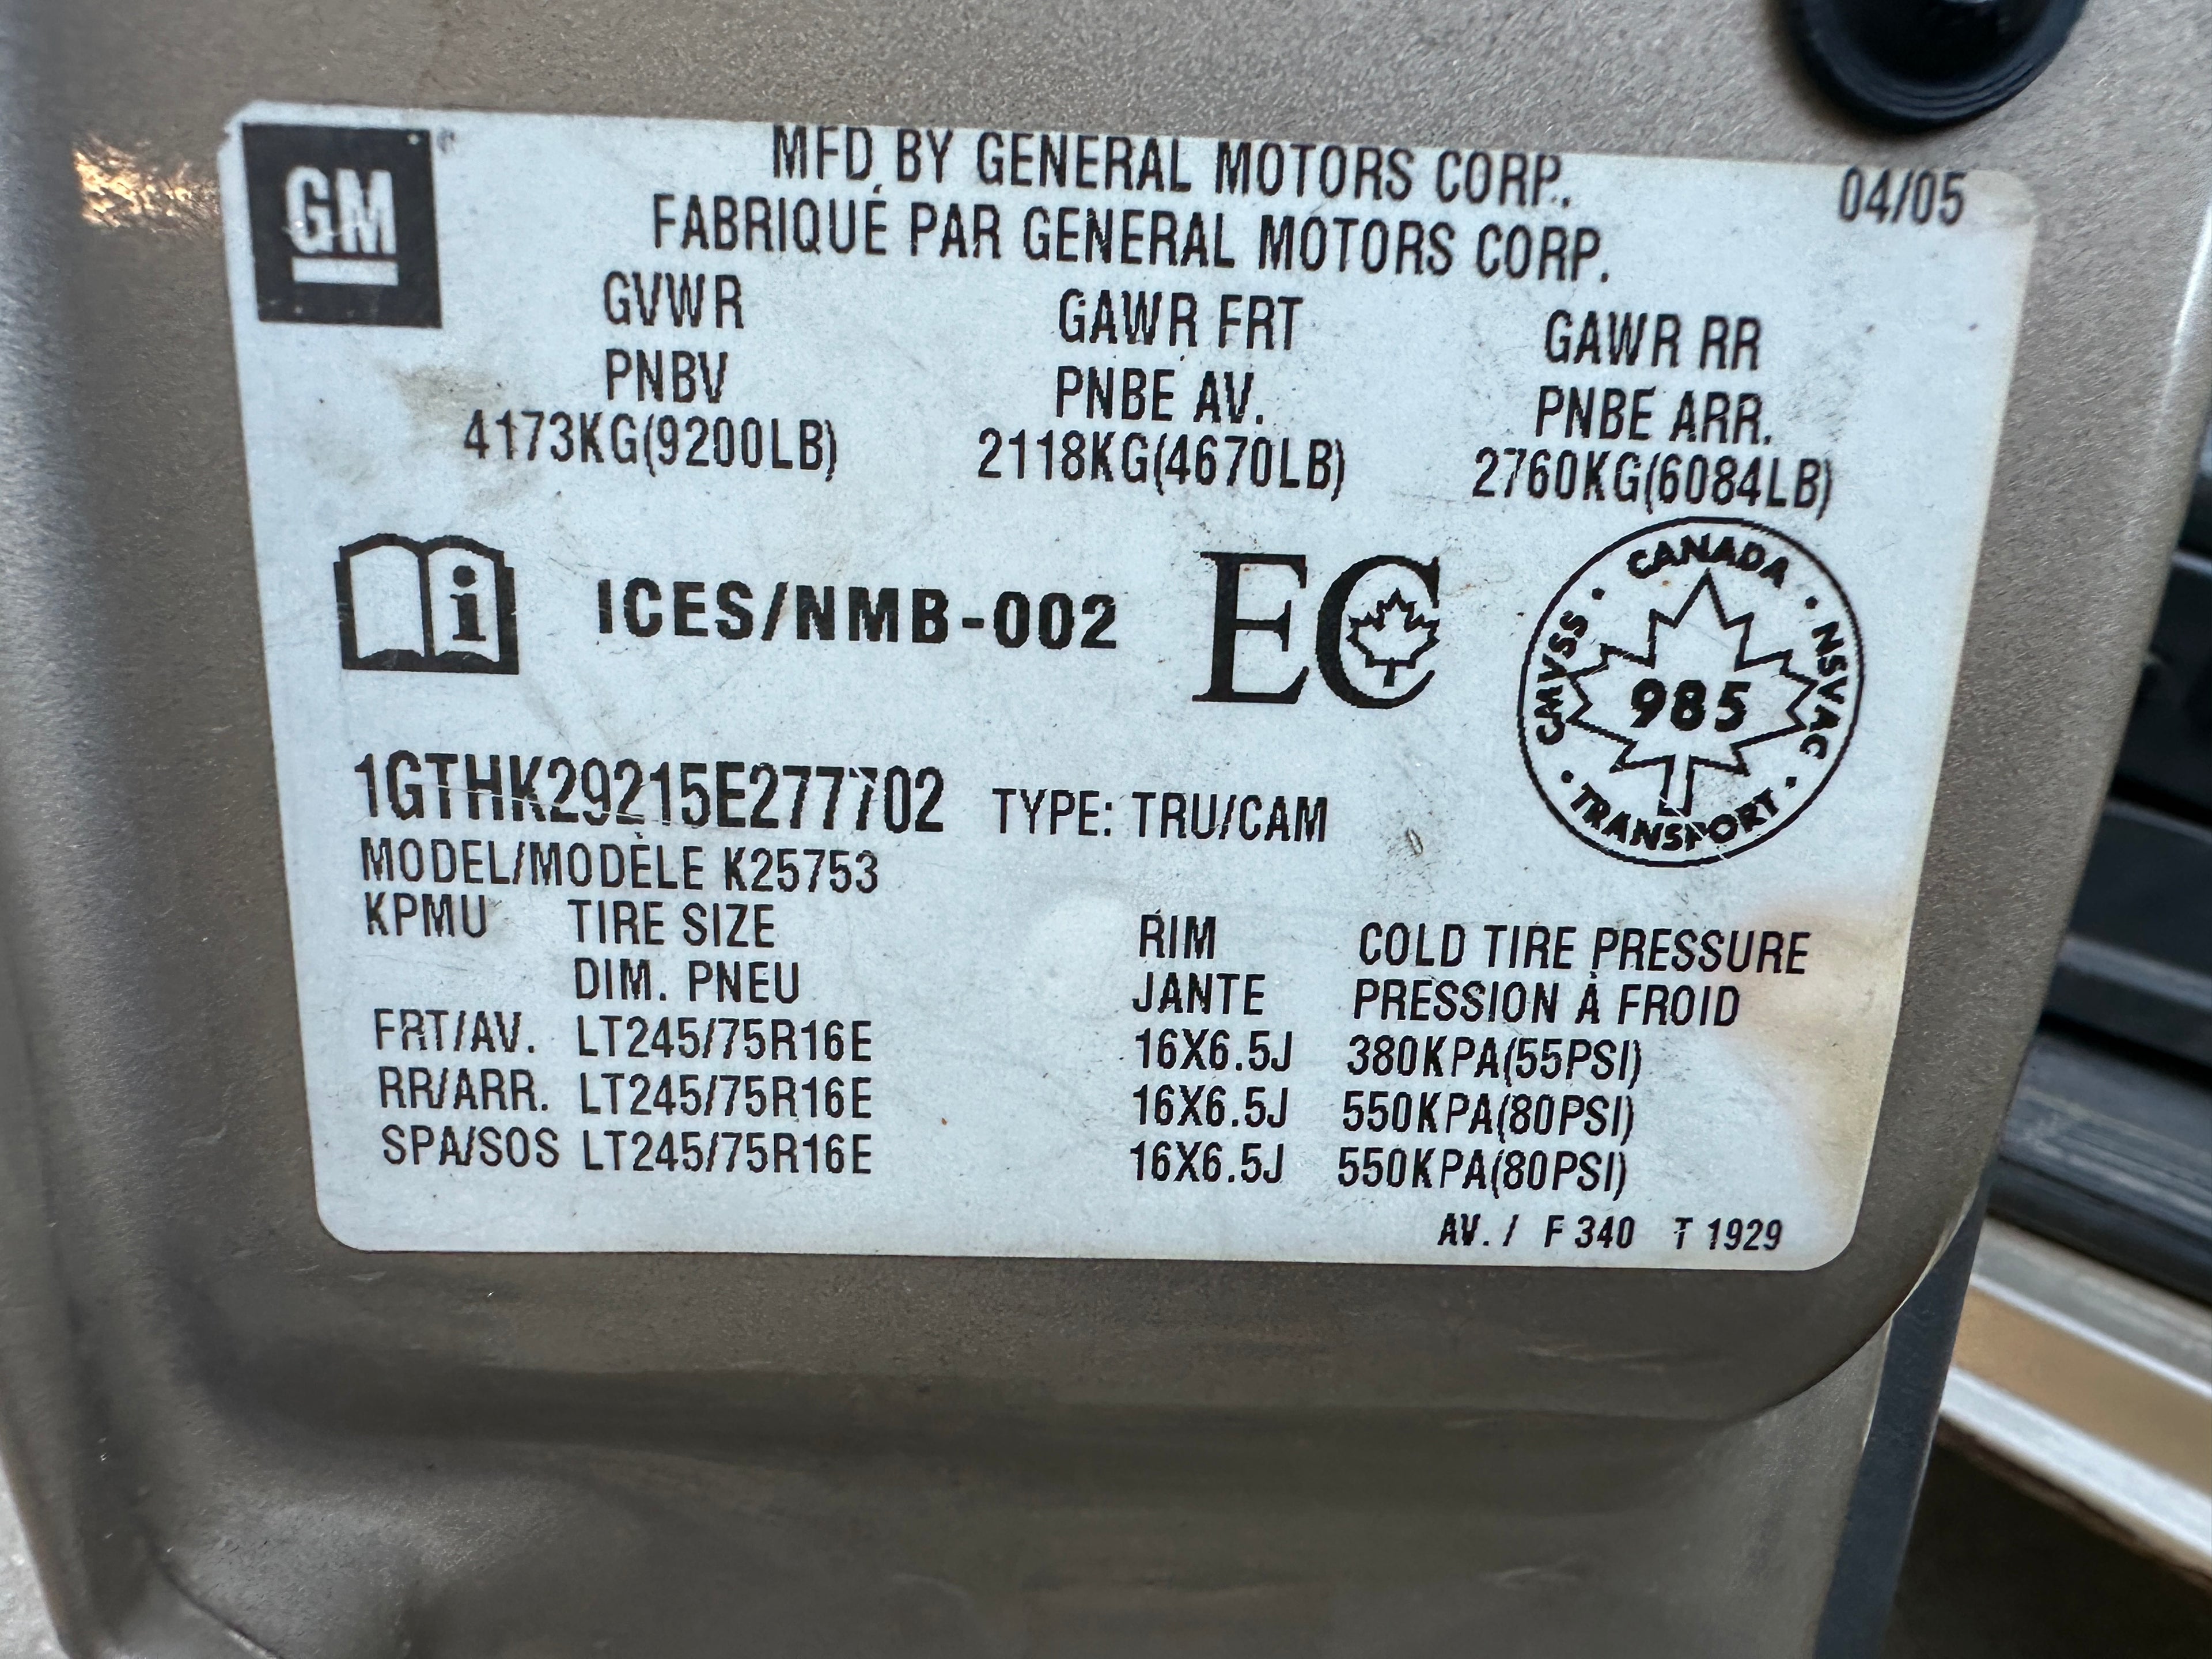 GM
MFD BY GENERAL MOTORS CORP. 04/05
FABRIQUÉ PAR GENERAL MOTORS CORP.
GVWR GAWR FRT GAWR RR
PNBV PNBE AV. PNBE ARR.
4173KG(9200LB) 2118KG(4670LB) 2760KG(6084LB)
i ICES/NMB-002 EC
CANADA · NSVAC · TRANSPORT · CMVSS ·
985
1GTHK29215E277702 TYPE: TRU/CAM
MODEL/MODÈLE K25753
KPMU TIRE SIZE RIM COLD TIRE PRESSURE
DIM. PNEU JANTE PRESSION À FROID
FRT/AV. LT245/75R16E 16X6.5J 380KPA(55PSI)
RR/ARR. LT245/75R16E 16X6.5J 550KPA(80PSI)
SPA/SOS LT245/75R16E 16X6.5J 550KPA(80PSI)
AV. / F 340 T 1929